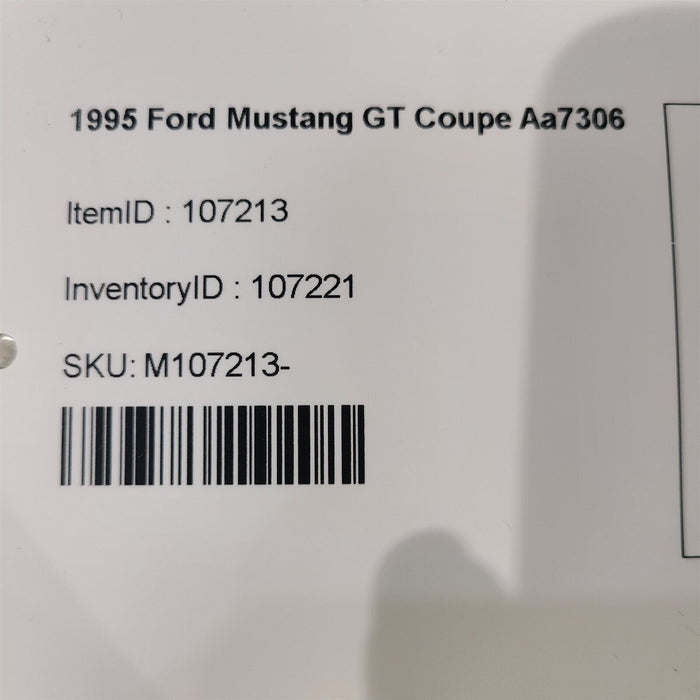 1995 Ford Mustang GT Coupe Aa7306
ItemID : 107213
InventoryID : 107221
SKU: M107213-